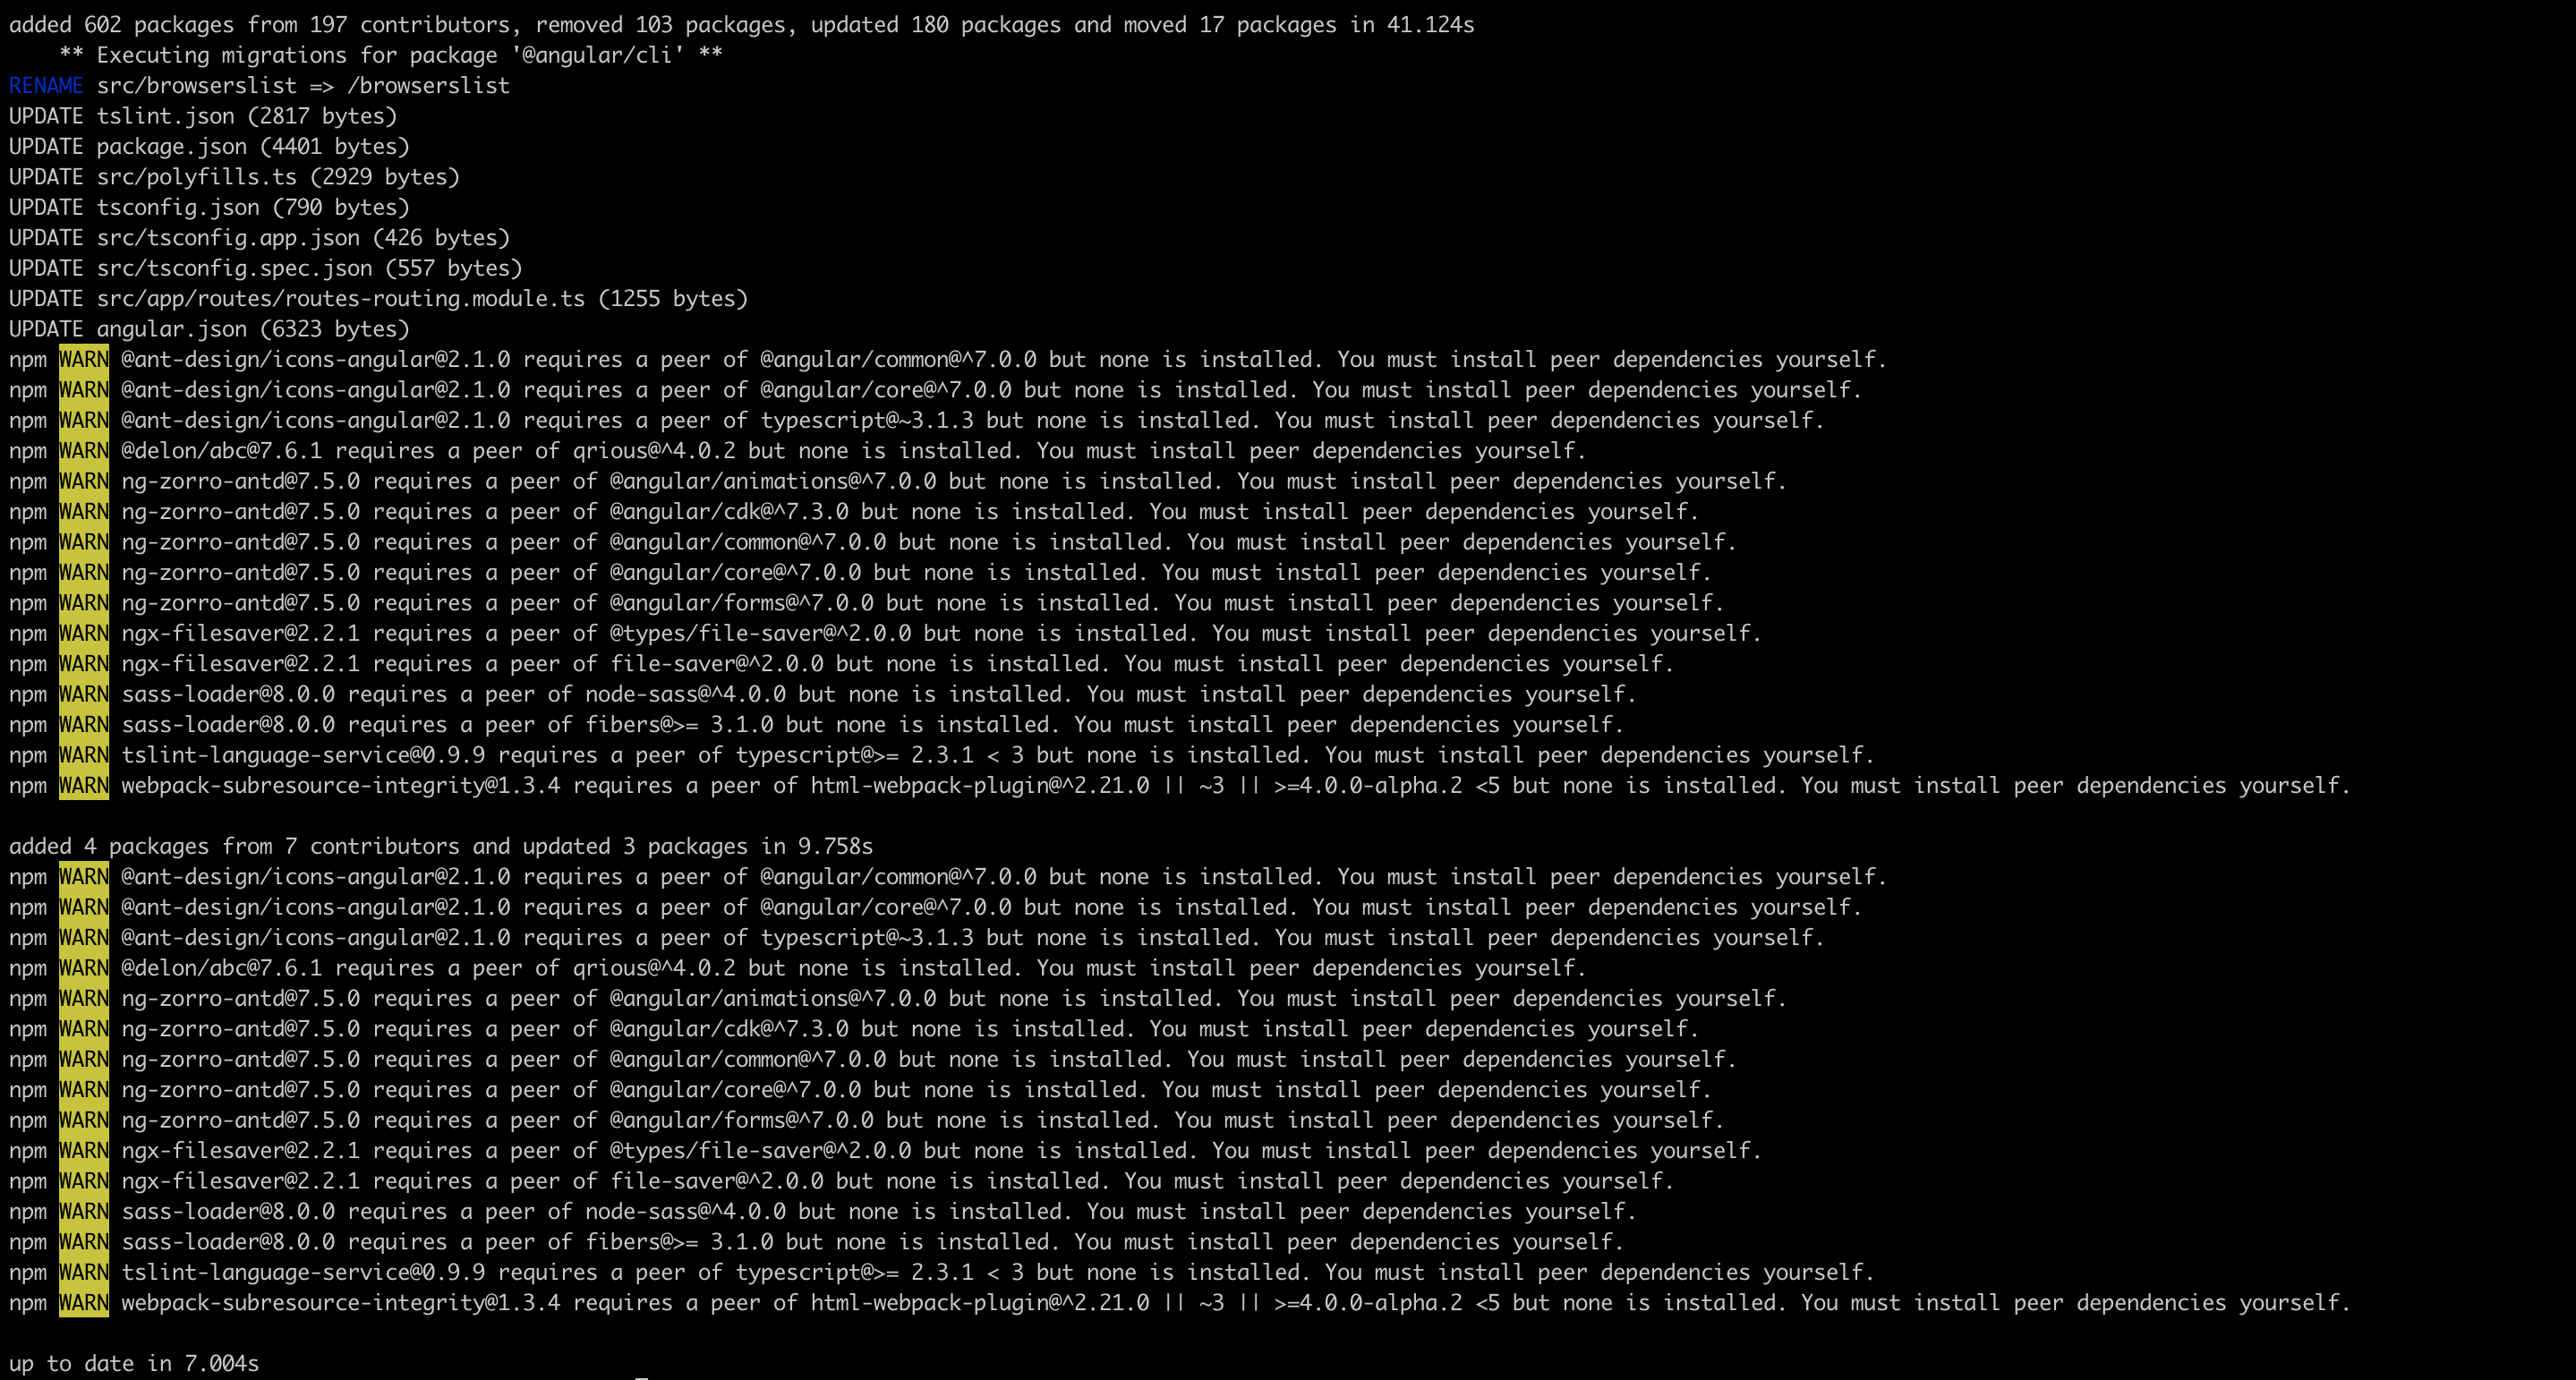 added 602 packages from 197 contributors, removed 103 packages, updated 180 packages and moved 17 packages in 41.124s
    ** Executing migrations for package '@angular/cli' **
RENAME src/browserslist => /browserslist
UPDATE tslint.json (2817 bytes)
UPDATE package.json (4401 bytes)
UPDATE src/polyfills.ts (2929 bytes)
UPDATE tsconfig.json (790 bytes)
UPDATE src/tsconfig.app.json (426 bytes)
UPDATE src/tsconfig.spec.json (557 bytes)
UPDATE src/app/routes/routes-routing.module.ts (1255 bytes)
UPDATE angular.json (6323 bytes)
npm WARN @ant-design/icons-angular@2.1.0 requires a peer of @angular/common@^7.0.0 but none is installed. You must install peer dependencies yourself.
npm WARN @ant-design/icons-angular@2.1.0 requires a peer of @angular/core@^7.0.0 but none is installed. You must install peer dependencies yourself.
npm WARN @ant-design/icons-angular@2.1.0 requires a peer of typescript@~3.1.3 but none is installed. You must install peer dependencies yourself.
npm WARN @delon/abc@7.6.1 requires a peer of qrious@^4.0.2 but none is installed. You must install peer dependencies yourself.
npm WARN ng-zorro-antd@7.5.0 requires a peer of @angular/animations@^7.0.0 but none is installed. You must install peer dependencies yourself.
npm WARN ng-zorro-antd@7.5.0 requires a peer of @angular/cdk@^7.3.0 but none is installed. You must install peer dependencies yourself.
npm WARN ng-zorro-antd@7.5.0 requires a peer of @angular/common@^7.0.0 but none is installed. You must install peer dependencies yourself.
npm WARN ng-zorro-antd@7.5.0 requires a peer of @angular/core@^7.0.0 but none is installed. You must install peer dependencies yourself.
npm WARN ng-zorro-antd@7.5.0 requires a peer of @angular/forms@^7.0.0 but none is installed. You must install peer dependencies yourself.
npm WARN ngx-filesaver@2.2.1 requires a peer of @types/file-saver@^2.0.0 but none is installed. You must install peer dependencies yourself.
npm WARN ngx-filesaver@2.2.1 requires a peer of file-saver@^2.0.0 but none is installed. You must install peer dependencies yourself.
npm WARN sass-loader@8.0.0 requires a peer of node-sass@^4.0.0 but none is installed. You must install peer dependencies yourself.
npm WARN sass-loader@8.0.0 requires a peer of fibers@>= 3.1.0 but none is installed. You must install peer dependencies yourself.
npm WARN tslint-language-service@0.9.9 requires a peer of typescript@>= 2.3.1 < 3 but none is installed. You must install peer dependencies yourself.
npm WARN webpack-subresource-integrity@1.3.4 requires a peer of html-webpack-plugin@^2.21.0 || ~3 || >=4.0.0-alpha.2 <5 but none is installed. You must install peer dependencies yourself.

added 4 packages from 7 contributors and updated 3 packages in 9.758s
npm WARN @ant-design/icons-angular@2.1.0 requires a peer of @angular/common@^7.0.0 but none is installed. You must install peer dependencies yourself.
npm WARN @ant-design/icons-angular@2.1.0 requires a peer of @angular/core@^7.0.0 but none is installed. You must install peer dependencies yourself.
npm WARN @ant-design/icons-angular@2.1.0 requires a peer of typescript@~3.1.3 but none is installed. You must install peer dependencies yourself.
npm WARN @delon/abc@7.6.1 requires a peer of qrious@^4.0.2 but none is installed. You must install peer dependencies yourself.
npm WARN ng-zorro-antd@7.5.0 requires a peer of @angular/animations@^7.0.0 but none is installed. You must install peer dependencies yourself.
npm WARN ng-zorro-antd@7.5.0 requires a peer of @angular/cdk@^7.3.0 but none is installed. You must install peer dependencies yourself.
npm WARN ng-zorro-antd@7.5.0 requires a peer of @angular/common@^7.0.0 but none is installed. You must install peer dependencies yourself.
npm WARN ng-zorro-antd@7.5.0 requires a peer of @angular/core@^7.0.0 but none is installed. You must install peer dependencies yourself.
npm WARN ng-zorro-antd@7.5.0 requires a peer of @angular/forms@^7.0.0 but none is installed. You must install peer dependencies yourself.
npm WARN ngx-filesaver@2.2.1 requires a peer of @types/file-saver@^2.0.0 but none is installed. You must install peer dependencies yourself.
npm WARN ngx-filesaver@2.2.1 requires a peer of file-saver@^2.0.0 but none is installed. You must install peer dependencies yourself.
npm WARN sass-loader@8.0.0 requires a peer of node-sass@^4.0.0 but none is installed. You must install peer dependencies yourself.
npm WARN sass-loader@8.0.0 requires a peer of fibers@>= 3.1.0 but none is installed. You must install peer dependencies yourself.
npm WARN tslint-language-service@0.9.9 requires a peer of typescript@>= 2.3.1 < 3 but none is installed. You must install peer dependencies yourself.
npm WARN webpack-subresource-integrity@1.3.4 requires a peer of html-webpack-plugin@^2.21.0 || ~3 || >=4.0.0-alpha.2 <5 but none is installed. You must install peer dependencies yourself.

up to date in 7.004s